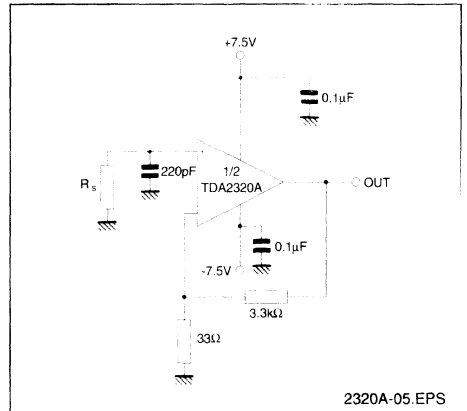 +7.5V
0.1µF
220pF
1/2
TDA2320A
Rs
OUT
0.1µF
-7.5V
3.3kΩ
33Ω
2320A-05.EPS